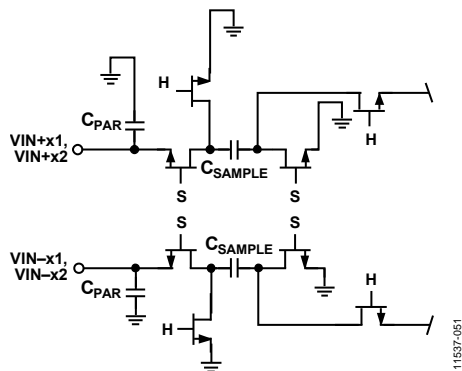 H
C_PAR
H
VIN+x1,
VIN+x2
C_SAMPLE
S
S
VIN–x1,
VIN–x2
C_SAMPLE
C_PAR
H
H
11537-051